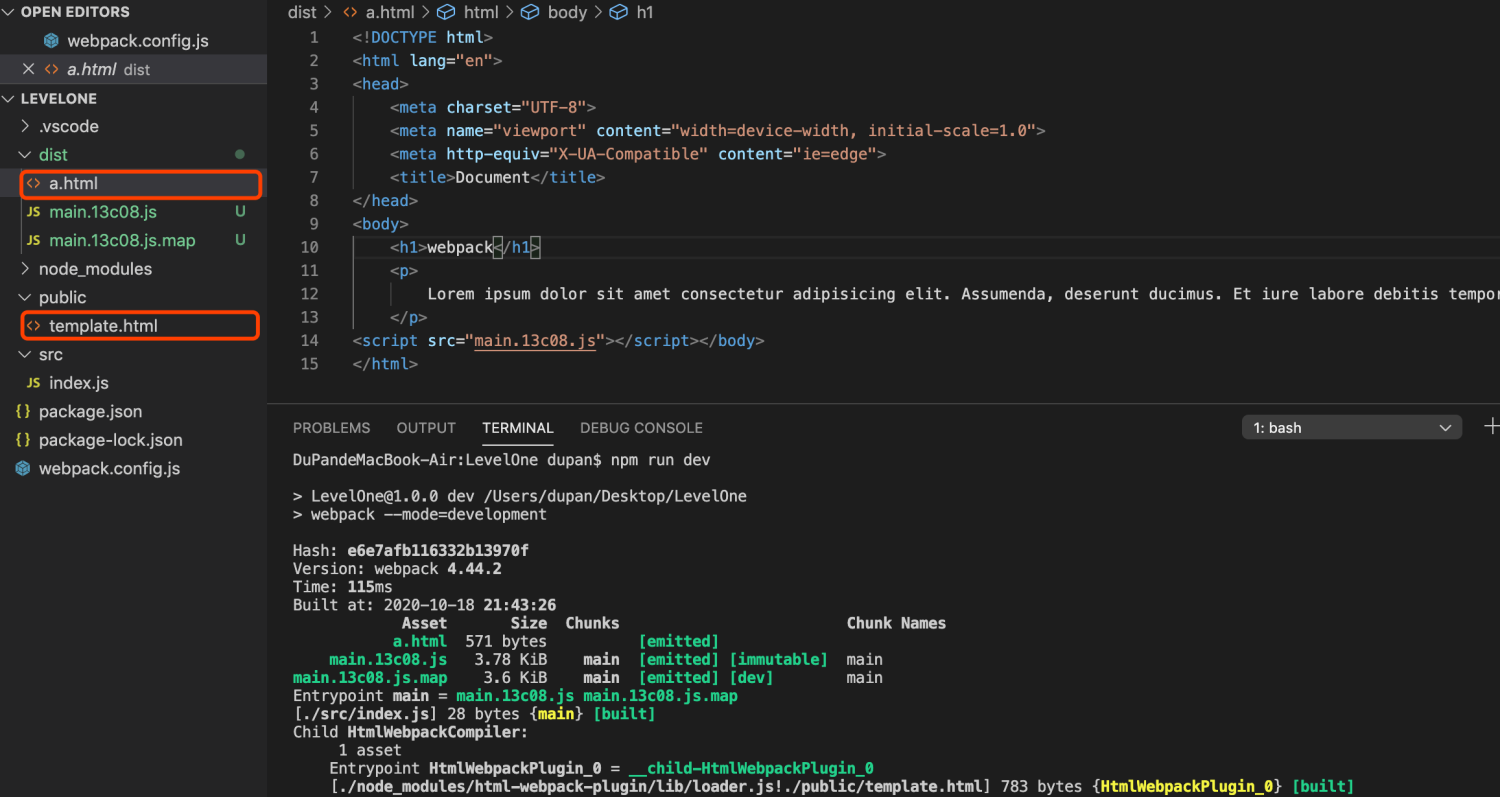 OPEN EDITORS
webpack.config.js
a.html dist
LEVELONE
.vscode
dist
a.html
JS main.13c08.js U
JS main.13c08.js.map U
node_modules
public
template.html
src
JS index.js
{} package.json
{} package-lock.json
webpack.config.js
dist > a.html > html > body > h1
1 <!DOCTYPE html>
2 <html lang="en">
3 <head>
4 <meta charset="UTF-8">
5 <meta name="viewport" content="width=device-width, initial-scale=1.0">
6 <meta http-equiv="X-UA-Compatible" content="ie=edge">
7 <title>Document</title>
8 </head>
9 <body>
10 <h1>webpack</h1>
11 <p>
12 Lorem ipsum dolor sit amet consectetur adipisicing elit. Assumenda, deserunt ducimus. Et iure labore debitis tempor
13 </p>
14 <script src="main.13c08.js"></script></body>
15 </html>
PROBLEMS OUTPUT TERMINAL DEBUG CONSOLE 1: bash
DuPandeMacBook-Air:LevelOne dupan$ npm run dev
> LevelOne@1.0.0 dev /Users/dupan/Desktop/LevelOne
> webpack --mode=development
Hash: e6e7afb116332b13970f
Version: webpack 4.44.2
Time: 115ms
Built at: 2020-10-18 21:43:26
Asset Size Chunks Chunk Names
a.html 571 bytes [emitted]
main.13c08.js 3.78 KiB main [emitted] [immutable] main
main.13c08.js.map 3.6 KiB main [emitted] [dev] main
Entrypoint main = main.13c08.js main.13c08.js.map
[./src/index.js] 28 bytes {main} [built]
Child HtmlWebpackCompiler:
1 asset
Entrypoint HtmlWebpackPlugin_0 = __child-HtmlWebpackPlugin_0
[./node_modules/html-webpack-plugin/lib/loader.js!./public/template.html] 783 bytes {HtmlWebpackPlugin_0} [built]